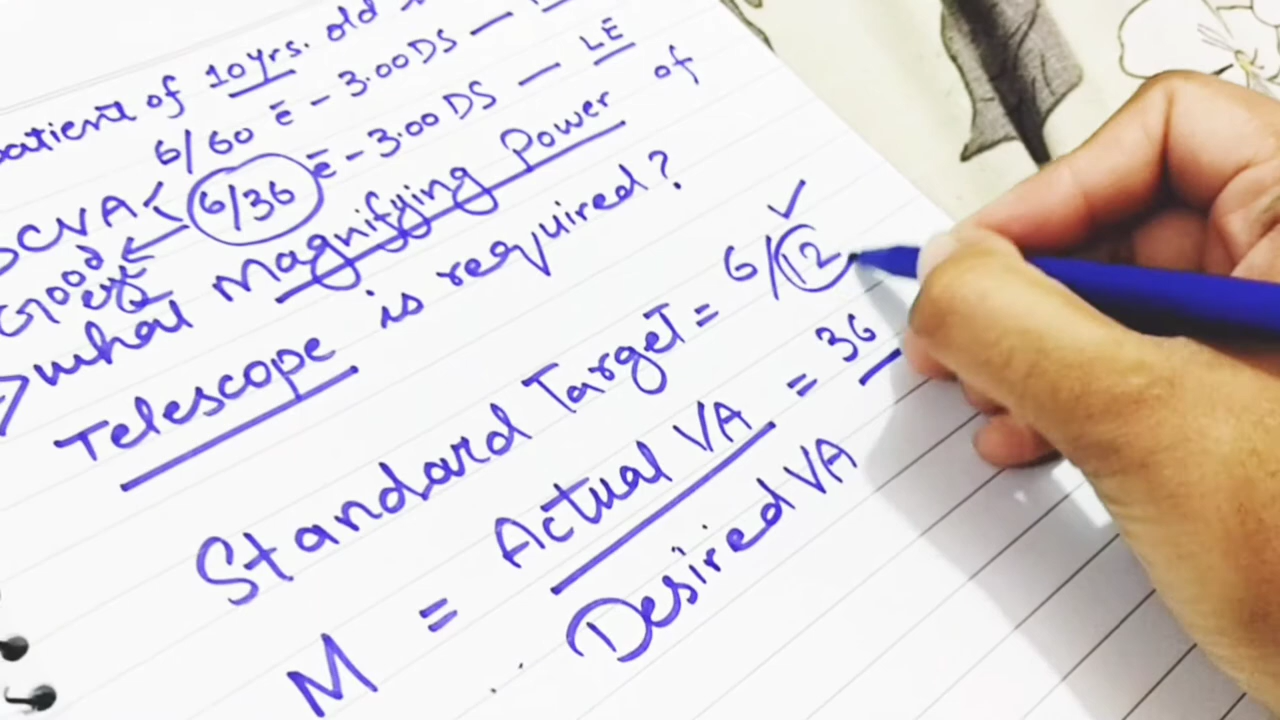 patient of 10yrs. old
BCVA < 6/60 c̄ - 3.00DS —
6/36 c̄ - 3.00DS — LE
Good eye
→ what Magnifying Power of
Telescope is required?
Standard Target = 6/12 ✓
M = Actual VA = 36
Desired VA